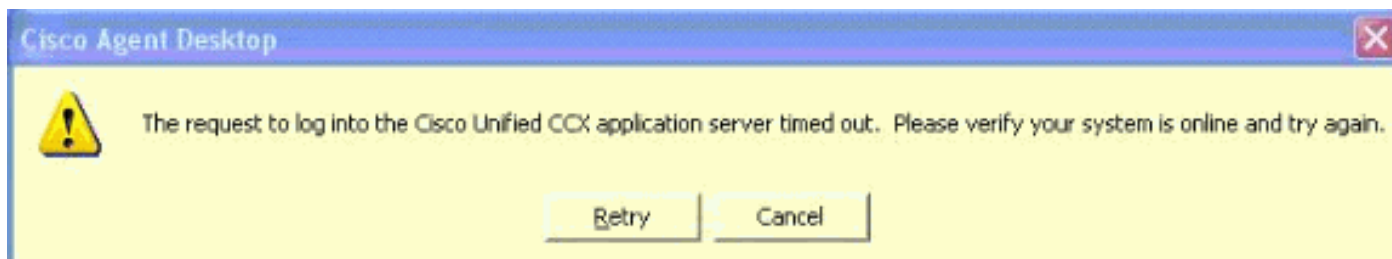 Cisco Agent Desktop
The request to log into the Cisco Unified CCX application server timed out. Please verify your system is online and try again.
Retry
Cancel